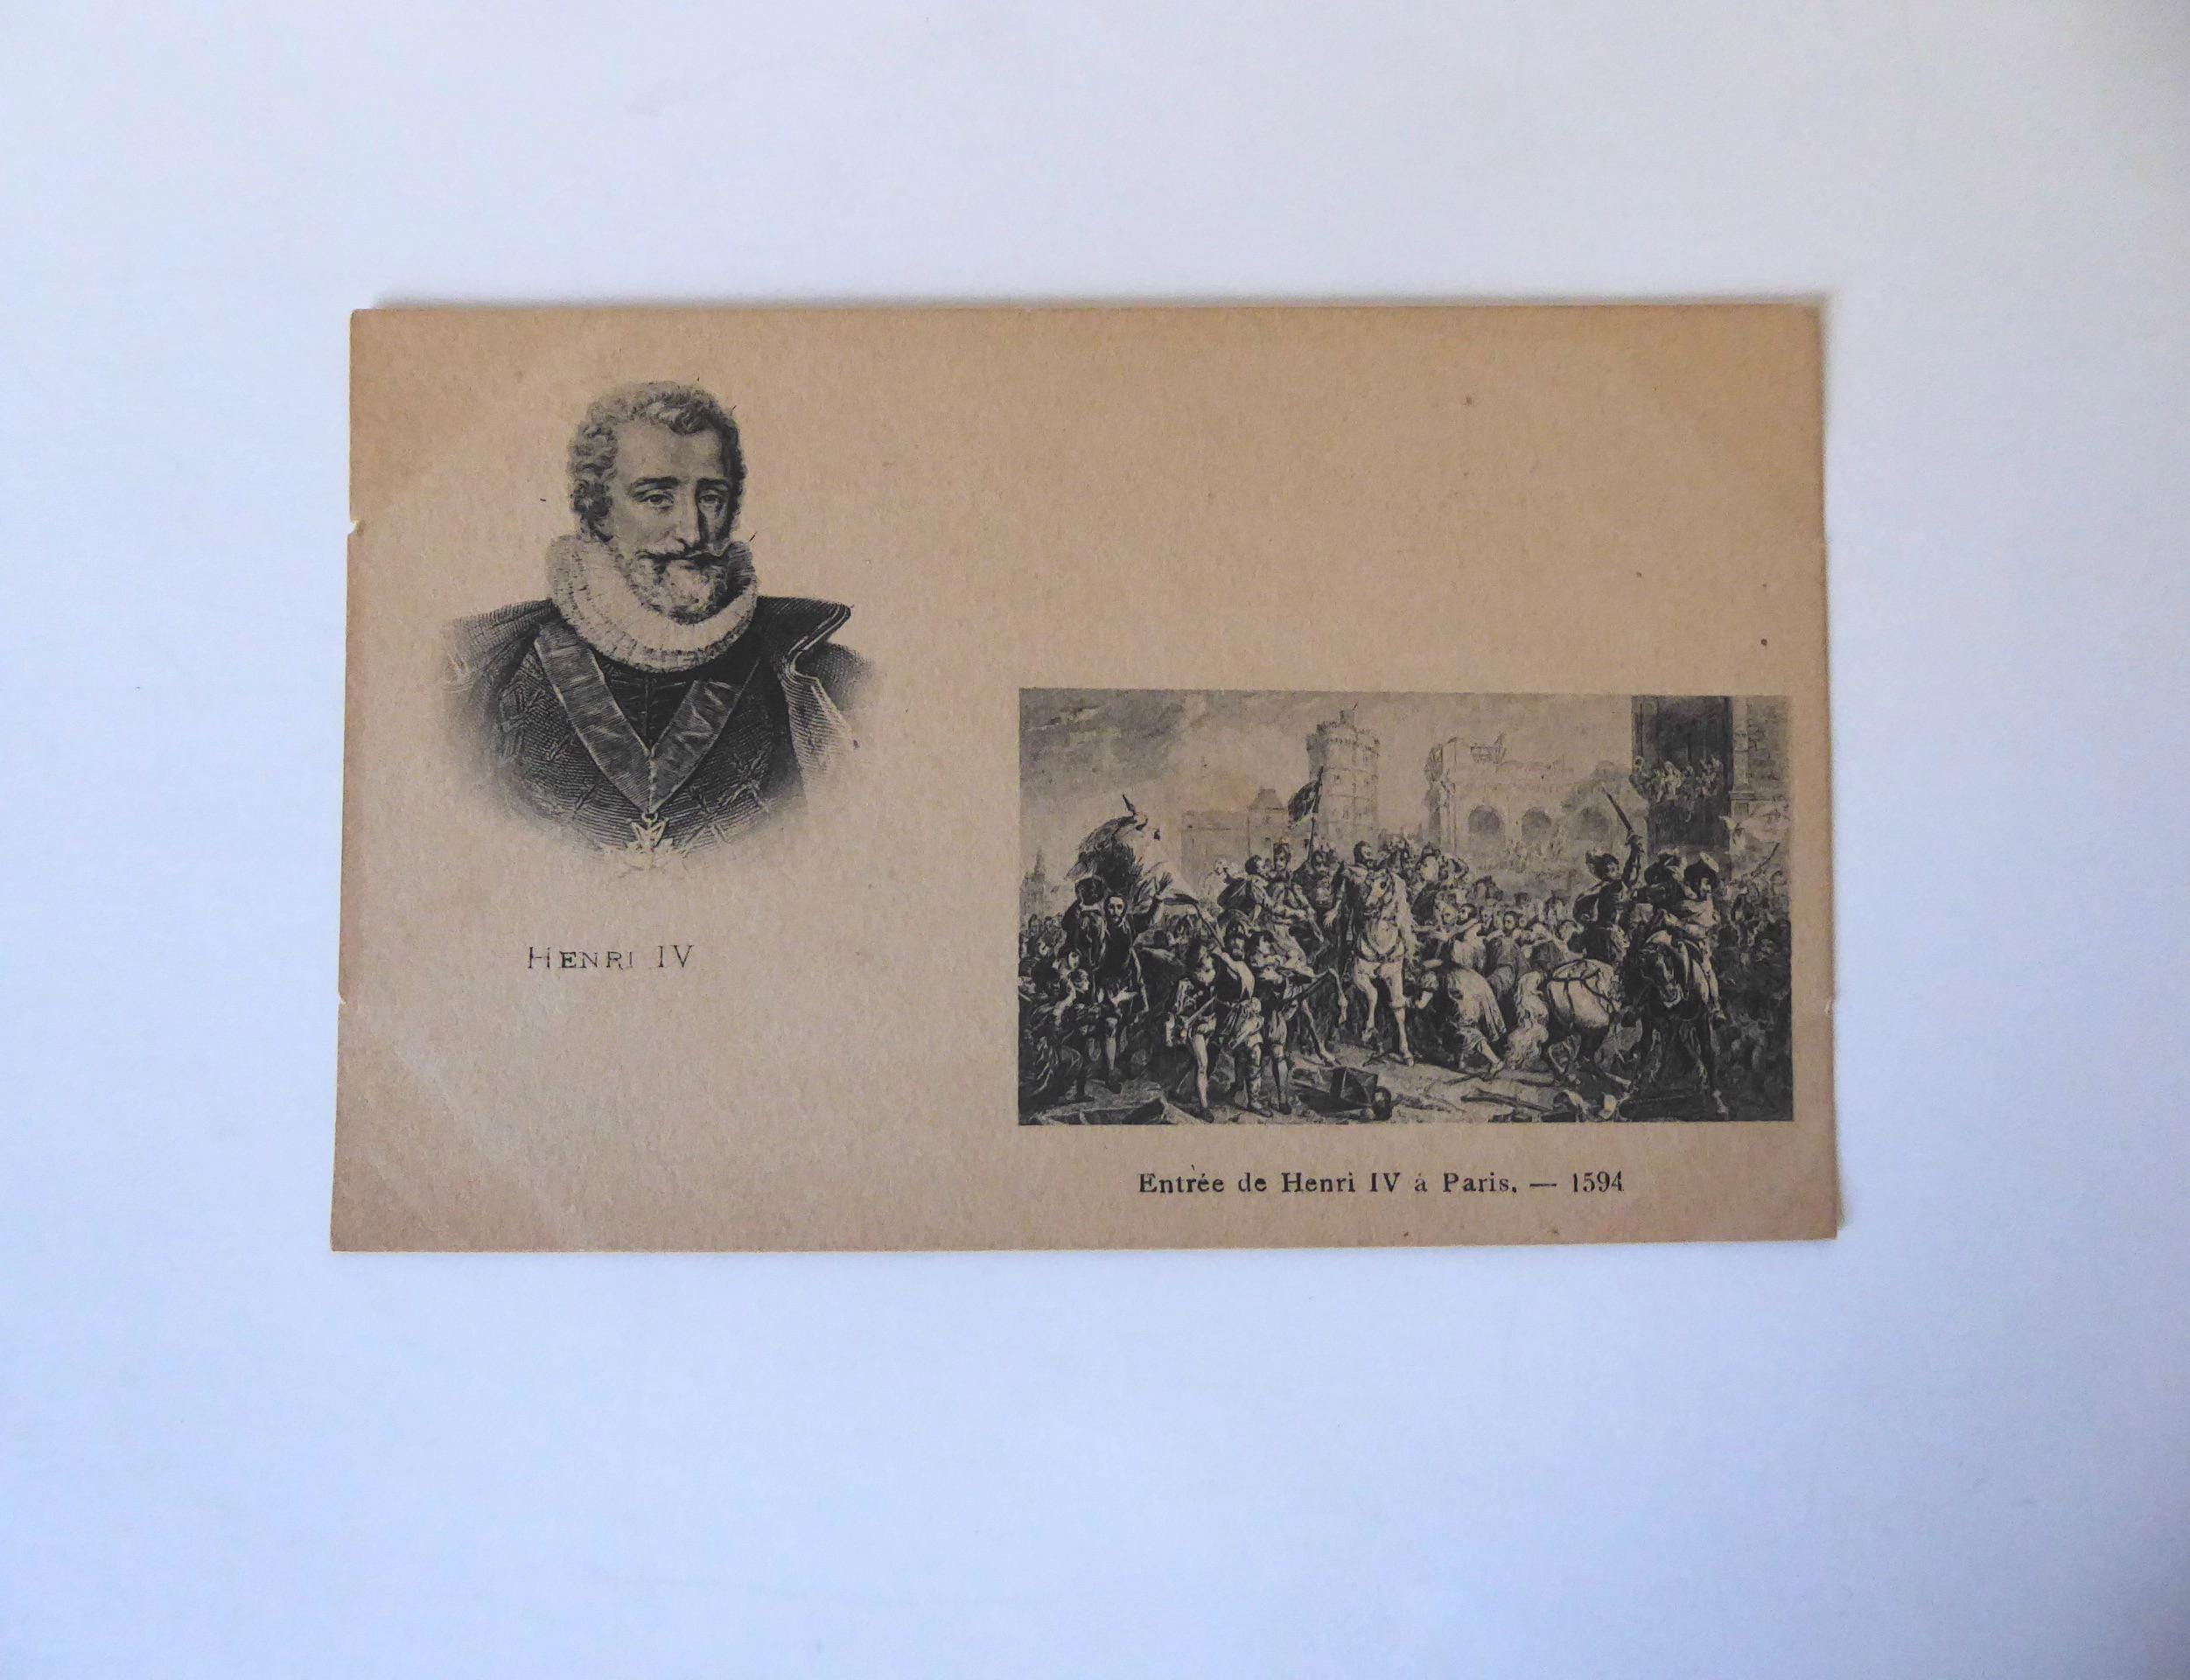 HENRI IV
Entrée de Henri IV à Paris. — 1594